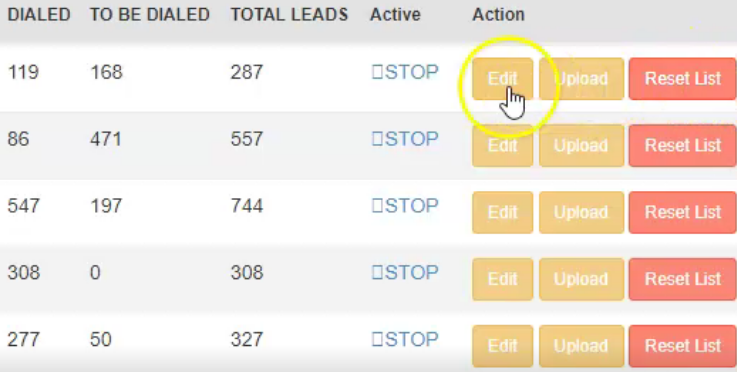 DIALED TO BE DIALED TOTAL LEADS Active Action
119 168 287 STOP Edit Upload Reset List
86 471 557 STOP Edit Upload Reset List
547 197 744 STOP Edit Upload Reset List
308 0 308 STOP Edit Upload Reset List
277 50 327 STOP Edit Upload Reset List